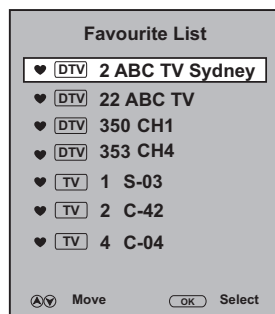 Favourite List
DTV 2 ABC TV Sydney
DTV 22 ABC TV
DTV 350 CH1
DTV 353 CH4
TV 1 S-03
TV 2 C-42
TV 4 C-04
Move OK Select